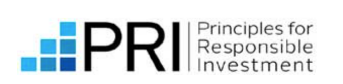 PRI
Principles for
Responsible
Investment